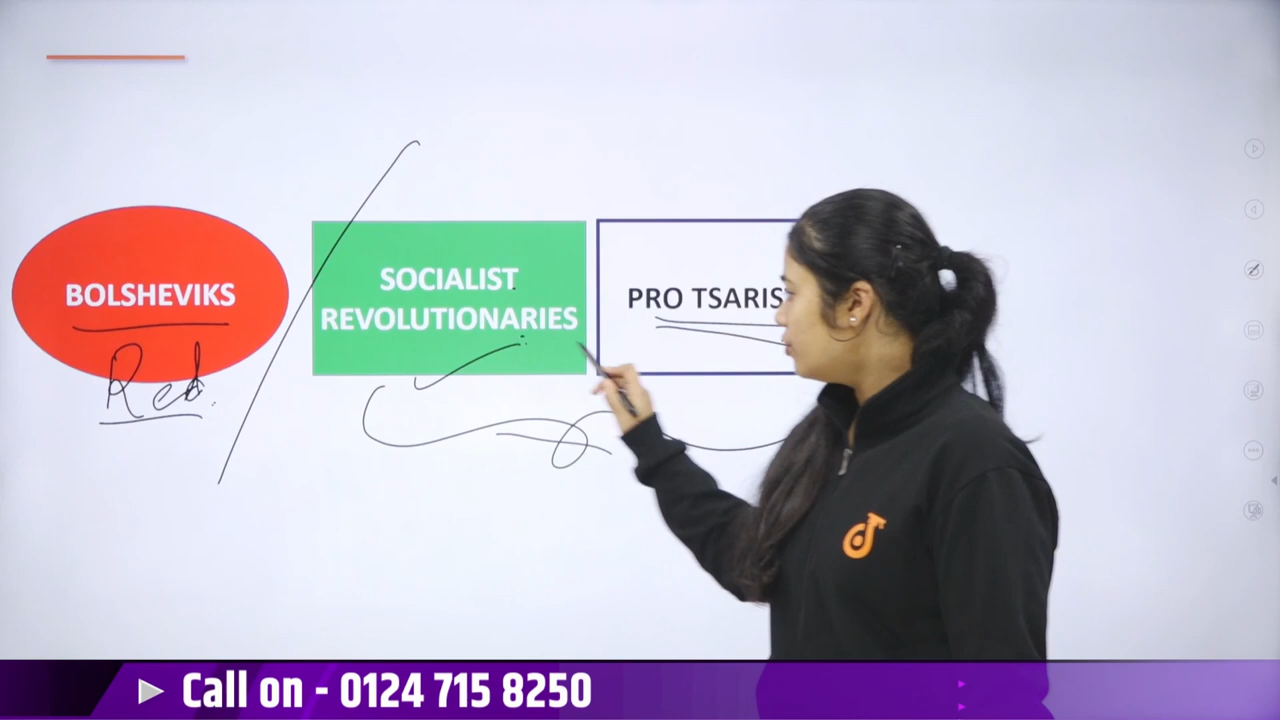 BOLSHEVIKS
Red.
SOCIALIST
REVOLUTIONARIES
PRO TSARIS
Call on - 0124 715 8250